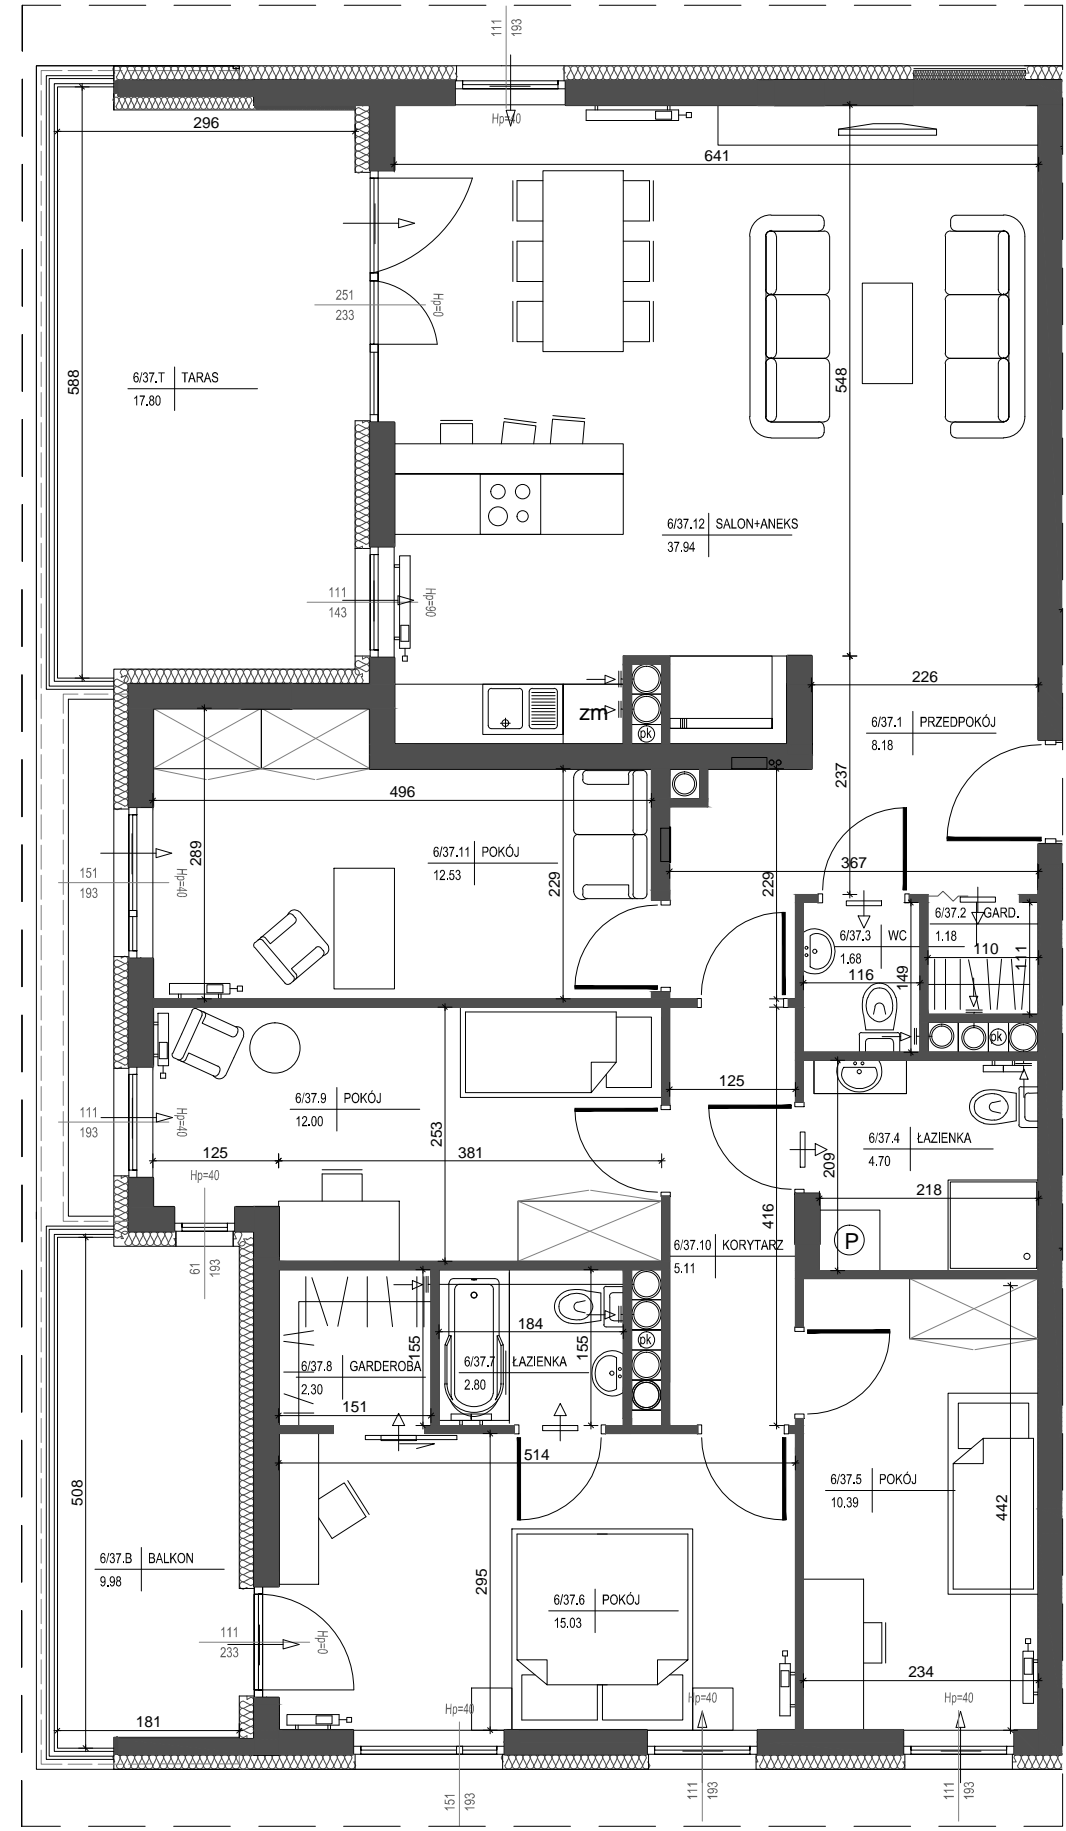 111
193
Hp=40
296
641
251
233
Hp=0
588
6/37.T TARAS
17.80
548
6/37.12 SALON+ANEKS
37.94
111
143
Hp=90
226
zm
pk
6/37.1 PRZEDPOKÓJ
8.18
237
496
289
6/37.11 POKÓJ
12.53
229
229
367
151
193
Hp=40
6/37.2 GARD.
1.18
110
111
6/37.3 WC
1.68
116
149
pk
253
125
6/37.9 POKÓJ
12.00
111
193
Hp=40
6/37.4 ŁAZIENKA
4.70
209
218
125
381
Hp=40
61
193
416
P
6/37.10 KORYTARZ
5.11
184
155
155
pk
6/37.8 GARDEROBA
2.30
151
6/37.7 ŁAZIENKA
2.80
514
508
6/37.5 POKÓJ
10.39
442
6/37.B BALKON
9.98
295
6/37.6 POKÓJ
15.03
111
233
Hp=0
234
181
Hp=40
Hp=40
Hp=40
151
193
111
193
111
193